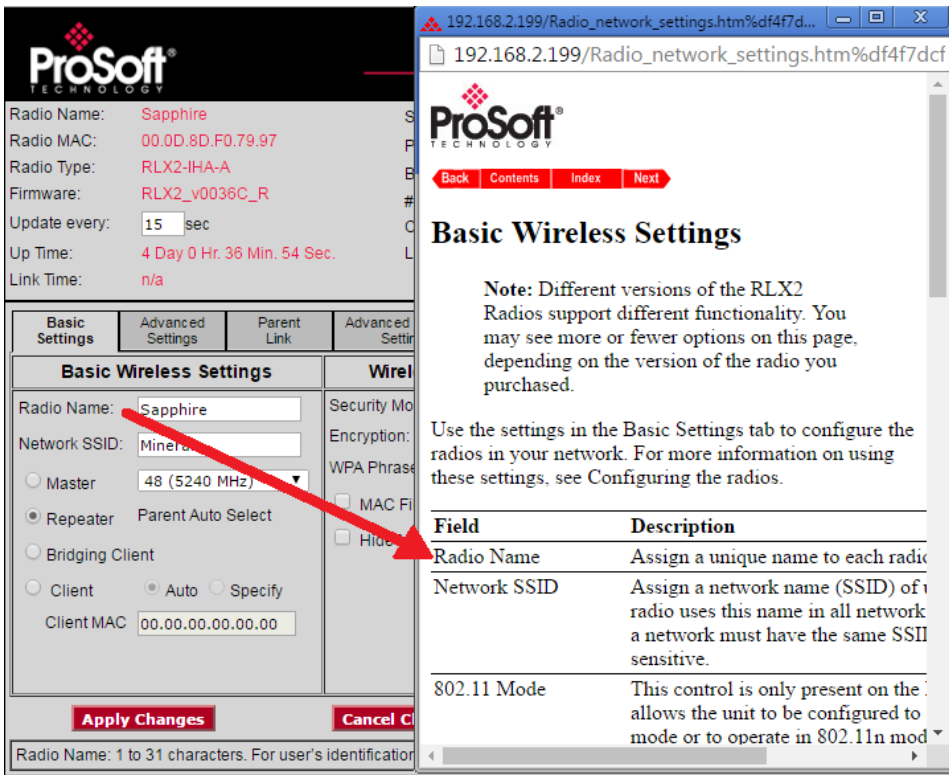 ProSoft®
TECHNOLOGY
Radio Name: Sapphire
Radio MAC: 00.0D.8D.F0.79.97
Radio Type: RLX2-IHA-A
Firmware: RLX2_v0036C_R
Update every: 15 sec
Up Time: 4 Day 0 Hr. 36 Min. 54 Sec.
Link Time: n/a
S
P
B
#
C
L
Basic Settings
Advanced Settings
Parent Link
Advanced
Basic Wireless Settings
Radio Name: Sapphire
Network SSID:
Master 48 (5240 MHz)
Repeater Parent Auto Select
Bridging Client
Client Auto Specify
Client MAC 00.00.00.00.00.00
Security
Encryption:
WPA Phrase
MAC
Apply Changes
Cancel
Radio Name: 1 to 31 characters. For user's
192.168.2.199/Radio_network_settings.htm%df4f7d...
192.168.2.199/Radio_network_settings.htm%df4f7dcf
ProSoft®
TECHNOLOGY
Back Contents Index Next
Basic Wireless Settings
Note: Different versions of the RLX2
Radios support different functionality. You
may see more or fewer options on this page,
depending on the version of the radio you
purchased.
Use the settings in the Basic Settings tab to configure the
radios in your network. For more information on using
these settings, see Configuring the radios.
Field Description
Radio Name Assign a unique name to each
Network SSID Assign a network name (SSID) of
radio uses this name in all network
a network must have the same
sensitive.
802.11 Mode This control is only present on the
allows the unit to be configured to
mode or to operate in 802.11n